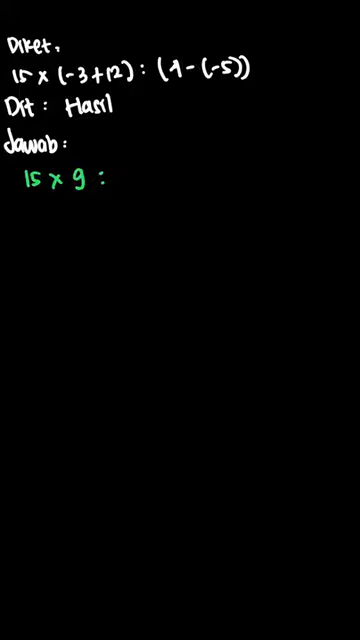 Diket.
15 × (-3+12) : (4-(-5))
Dit : Hasil
Jawab :
15 × 9 :